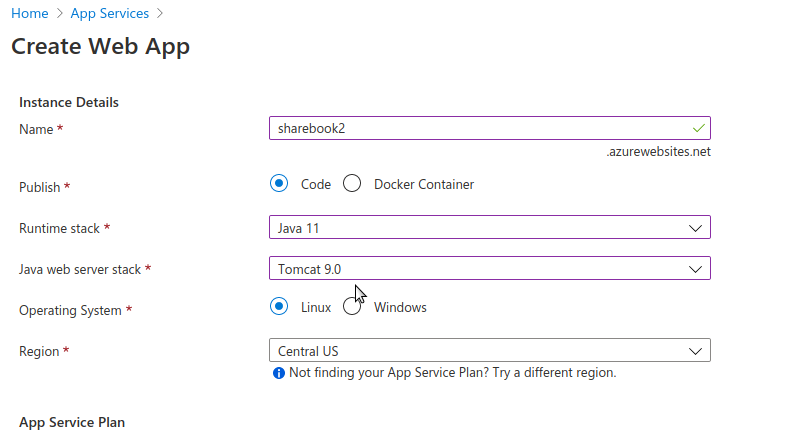 Home > App Services >
Create Web App
Instance Details
Name * sharebook2
.azurewebsites.net
Publish * Code Docker Container
Runtime stack * Java 11
Java web server stack * Tomcat 9.0
Operating System * Linux Windows
Region * Central US
Not finding your App Service Plan? Try a different region.
App Service Plan